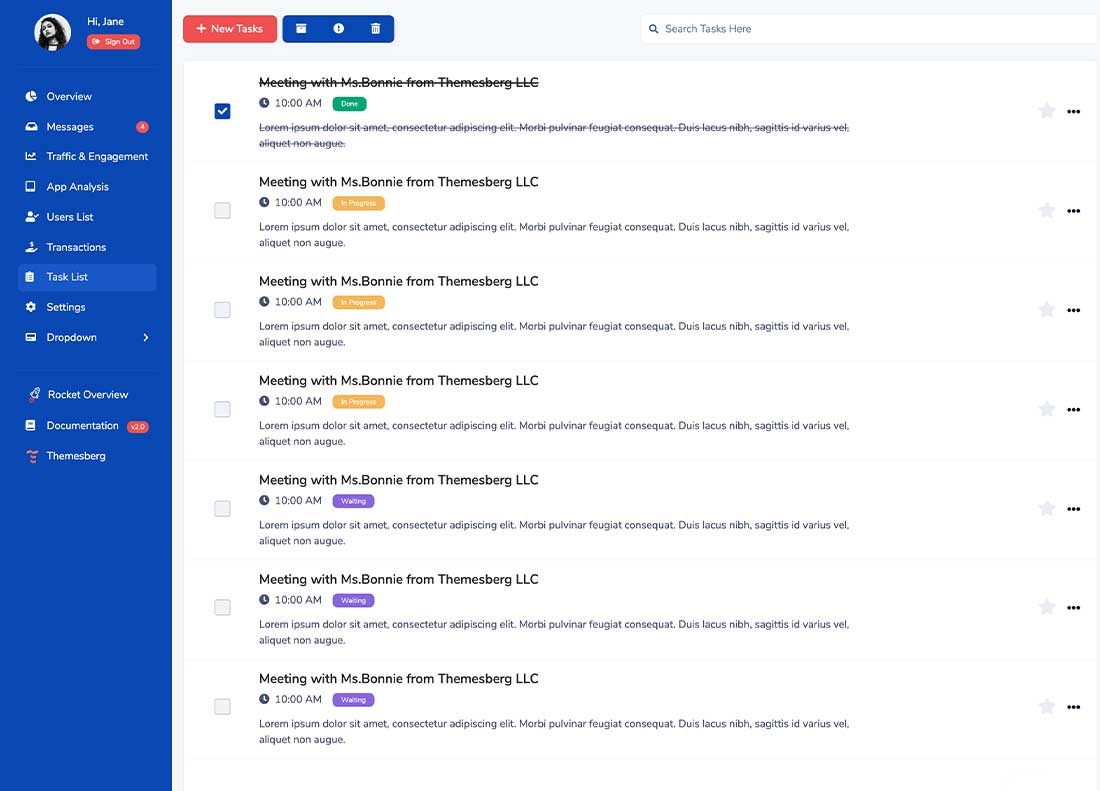 Hi, Jane
Sign Out
Overview
Messages 4
Traffic & Engagement
App Analysis
Users List
Transactions
Task List
Settings
Dropdown
Rocket Overview
Documentation v2.0
Themesberg
New Tasks
Search Tasks Here
Meeting with Ms.Bonnie from Themesberg LLC
10:00 AM Done
Lorem ipsum dolor sit amet, consectetur adipiscing elit. Morbi pulvinar feugiat consequat. Duis lacus nibh, sagittis id varius vel,
aliquet non augue.
Meeting with Ms.Bonnie from Themesberg LLC
10:00 AM In Progress
Lorem ipsum dolor sit amet, consectetur adipiscing elit. Morbi pulvinar feugiat consequat. Duis lacus nibh, sagittis id varius vel,
aliquet non augue.
Meeting with Ms.Bonnie from Themesberg LLC
10:00 AM In Progress
Lorem ipsum dolor sit amet, consectetur adipiscing elit. Morbi pulvinar feugiat consequat. Duis lacus nibh, sagittis id varius vel,
aliquet non augue.
Meeting with Ms.Bonnie from Themesberg LLC
10:00 AM In Progress
Lorem ipsum dolor sit amet, consectetur adipiscing elit. Morbi pulvinar feugiat consequat. Duis lacus nibh, sagittis id varius vel,
aliquet non augue.
Meeting with Ms.Bonnie from Themesberg LLC
10:00 AM Waiting
Lorem ipsum dolor sit amet, consectetur adipiscing elit. Morbi pulvinar feugiat consequat. Duis lacus nibh, sagittis id varius vel,
aliquet non augue.
Meeting with Ms.Bonnie from Themesberg LLC
10:00 AM Waiting
Lorem ipsum dolor sit amet, consectetur adipiscing elit. Morbi pulvinar feugiat consequat. Duis lacus nibh, sagittis id varius vel,
aliquet non augue.
Meeting with Ms.Bonnie from Themesberg LLC
10:00 AM Waiting
Lorem ipsum dolor sit amet, consectetur adipiscing elit. Morbi pulvinar feugiat consequat. Duis lacus nibh, sagittis id varius vel,
aliquet non augue.